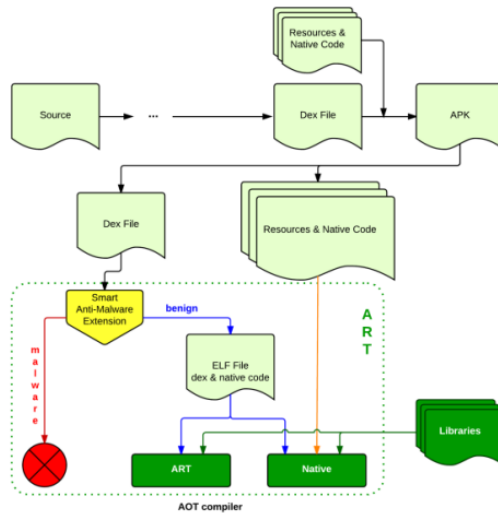 Resources &
Native Code
Source
...
Dex File
APK
Dex File
Resources & Native Code
Smart
Anti-Malware
Extension
benign
malware
ART
ELF File
dex & native code
Libraries
ART
Native
AOT compiler